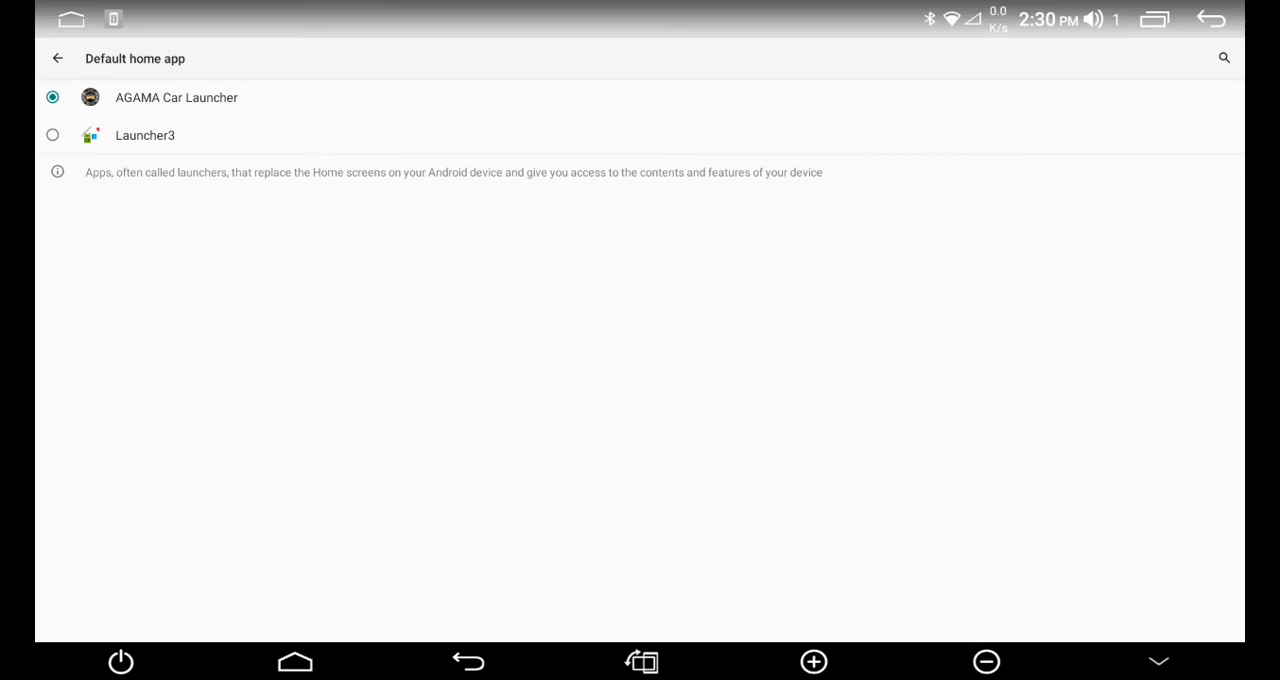 0.0
K/s
2:30 PM
1
Default home app
AGAMA Car Launcher
Launcher3
Apps, often called launchers, that replace the Home screens on your Android device and give you access to the contents and features of your device